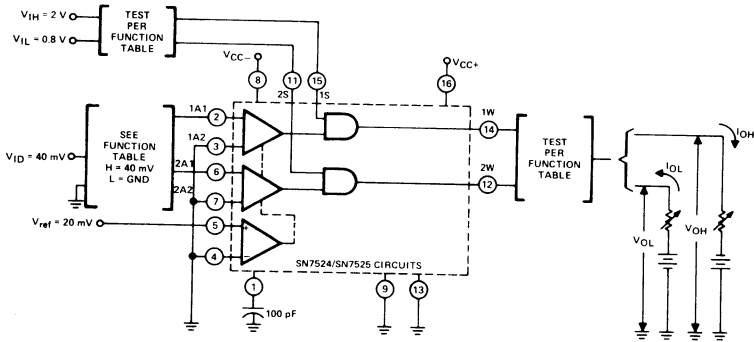 VIH = 2 V
VIL = 0.8 V
TEST
PER
FUNCTION
TABLE
VCC−
8
11
15
2S
1S
VCC+
16
VID = 40 mV
SEE
FUNCTION
TABLE
H = 40 mV
L = GND
1A1
2
1A2
3
2A1
6
2A2
7
Vref = 20 mV
5
+
4
−
SN7524/SN7525 CIRCUITS
1
100 pF
9
13
1W
14
2W
12
TEST
PER
FUNCTION
TABLE
IOL
IOH
VOL
VOH